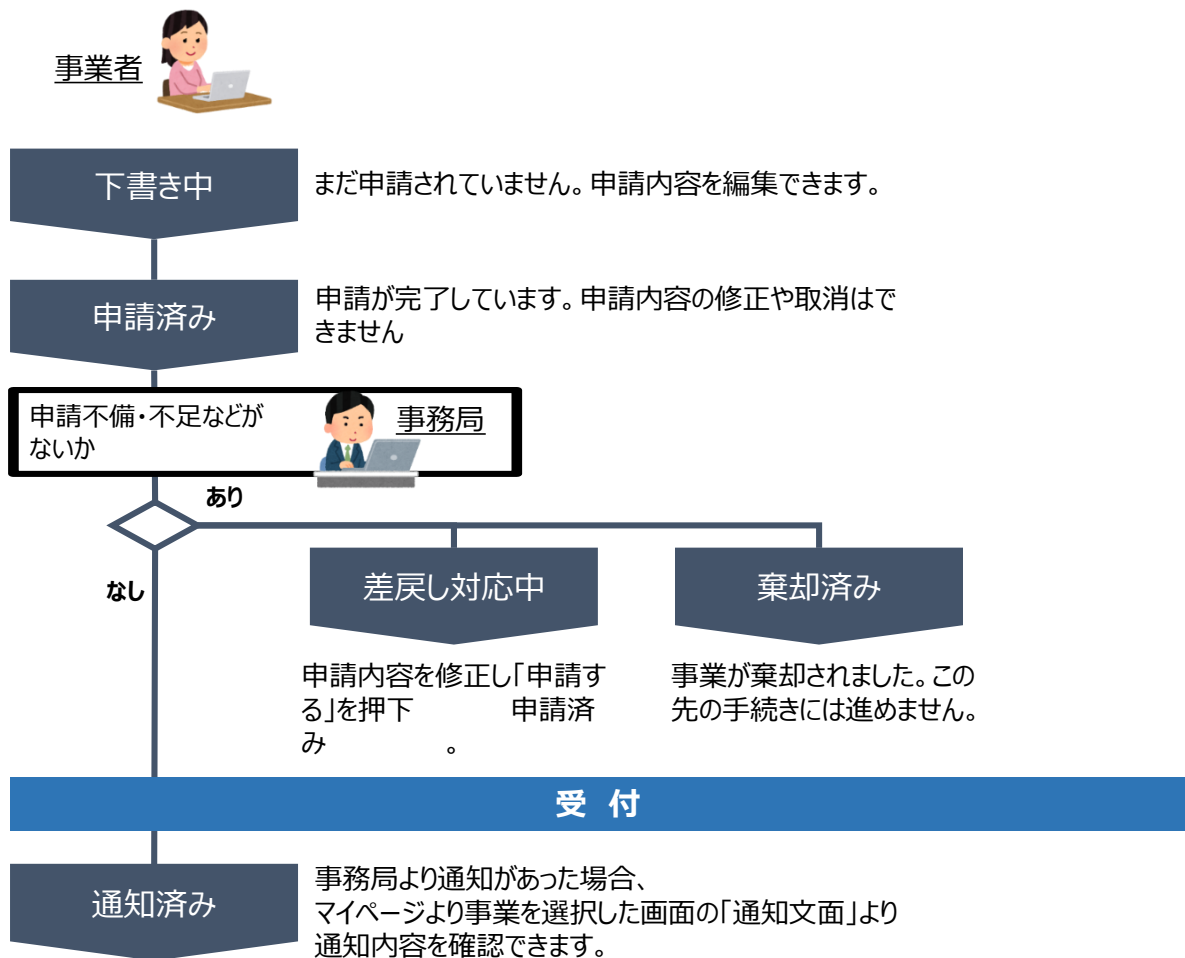 事業者
下書き中
まだ申請されていません。申請内容を編集できます。
申請済み
申請が完了しています。申請内容の修正や取消はで
きません
申請不備・不足などが
ないか
事務局
あり
なし
差戻し対応中
棄却済み
申請内容を修正し「申請す
る」を押下　　　申請済
み　　　　。
事業が棄却されました。この
先の手続きには進めません。
受 付
通知済み
事務局より通知があった場合、
マイページより事業を選択した画面の「通知文面」より
通知内容を確認できます。